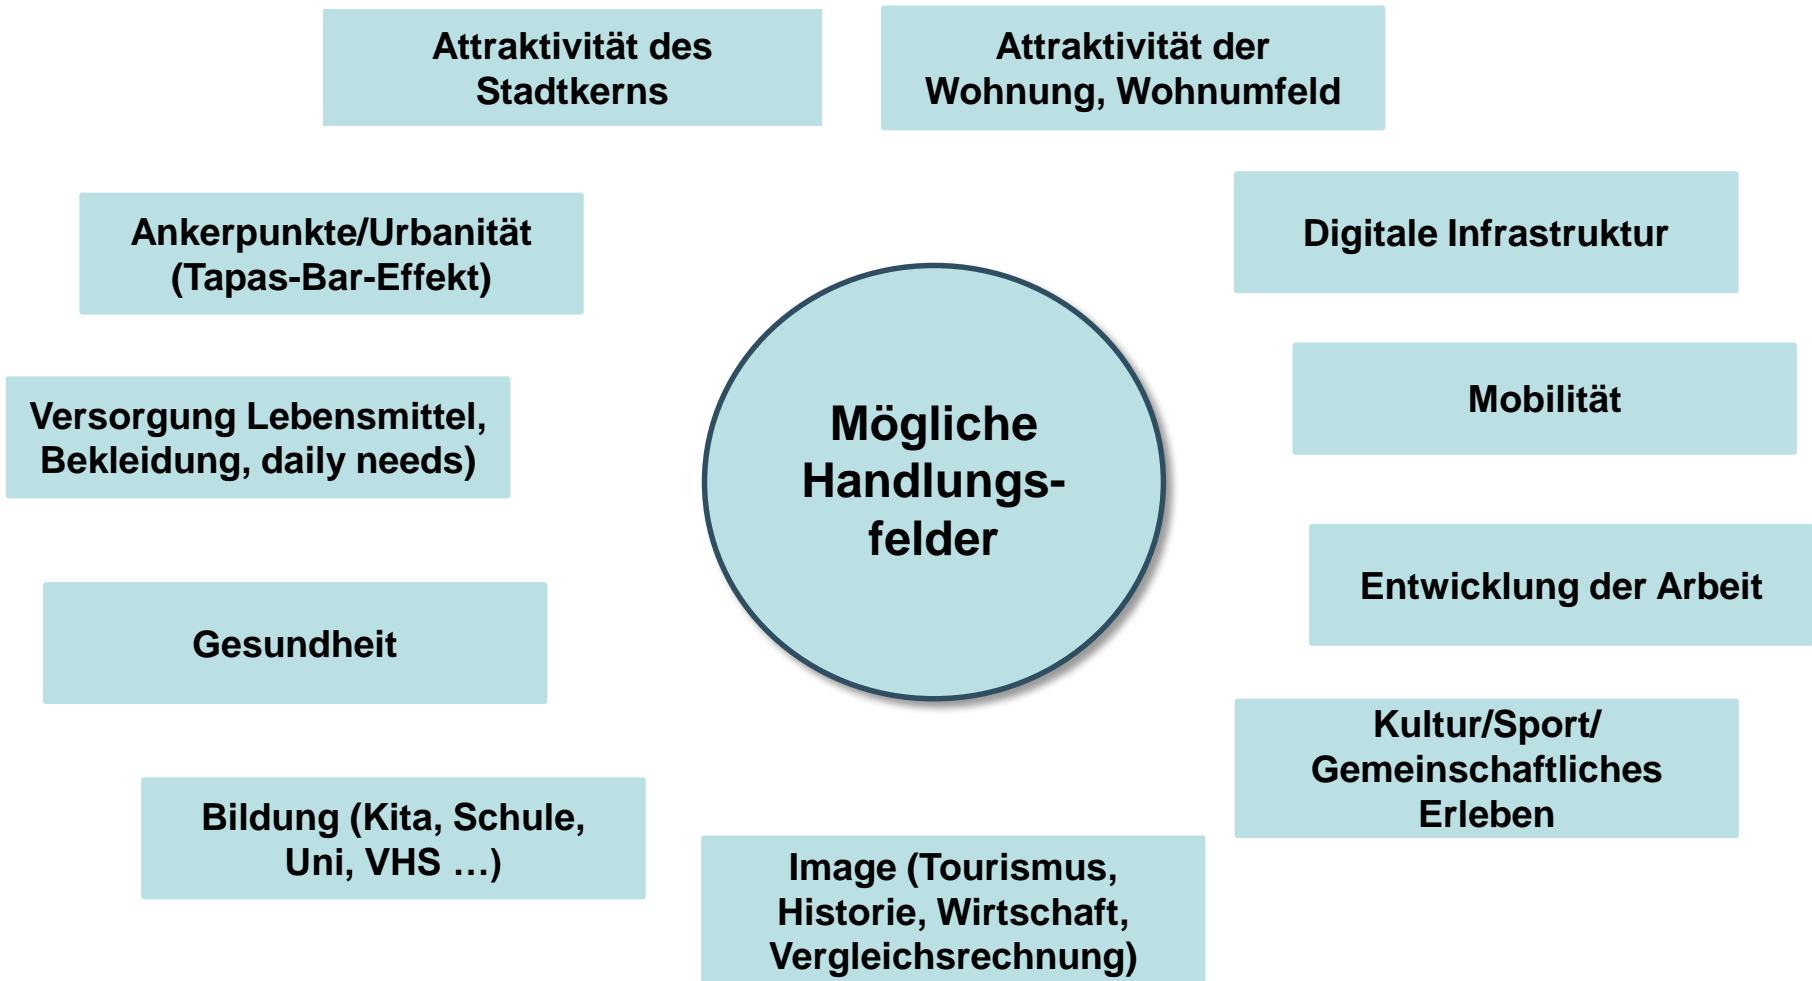 Attraktivität des
Stadtkerns
Attraktivität der
Wohnung, Wohnumfeld
Ankerpunkte/Urbanität
(Tapas-Bar-Effekt)
Digitale Infrastruktur
Versorgung Lebensmittel,
Bekleidung, daily needs)
Mögliche
Handlungs-
felder
Mobilität
Gesundheit
Entwicklung der Arbeit
Bildung (Kita, Schule,
Uni, VHS …)
Image (Tourismus,
Historie, Wirtschaft,
Vergleichsrechnung)
Kultur/Sport/
Gemeinschaftliches
Erleben